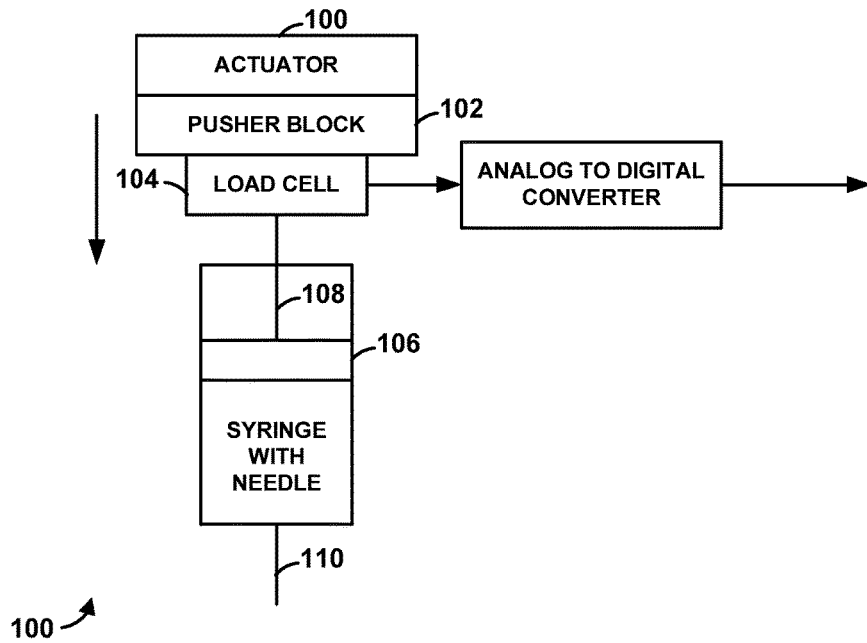 100
ACTUATOR
102
PUSHER BLOCK
104
LOAD CELL
ANALOG TO DIGITAL
CONVERTER
108
106
SYRINGE
WITH
NEEDLE
110
100